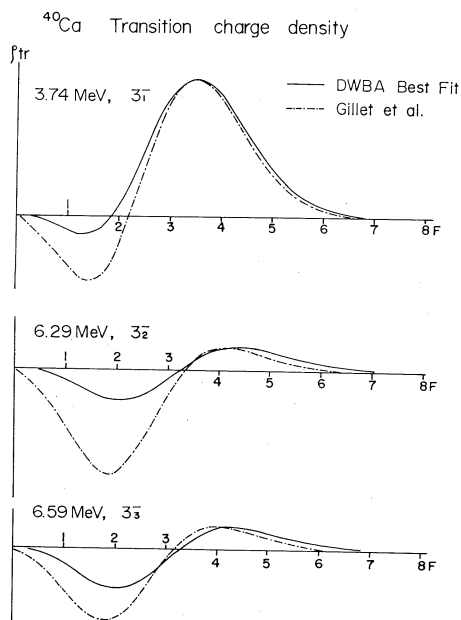 ⁴⁰Ca Transition charge density
ρtr
3.74 MeV, 3₁⁻
DWBA Best Fit
Gillet et al.
1 2 3 4 5 6 7 8 F
6.29 MeV, 3₂⁻
1 2 3 4 5 6 7 8 F
6.59 MeV, 3₃⁻
1 2 3 4 5 6 7 8 F